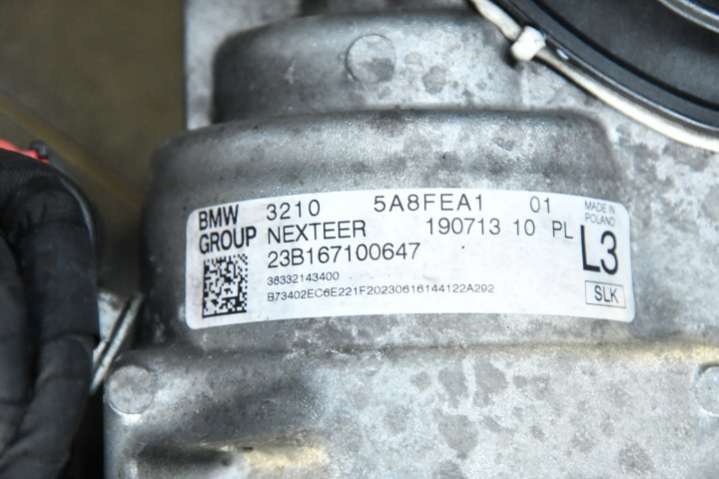 BMW GROUP
3210 5A8FEA1 01
NEXTEER 190713 10 PL
23B167100647
38332143400
B73402EC6E221F20230616144122A292
MADE IN
POLAND
L3
SLK